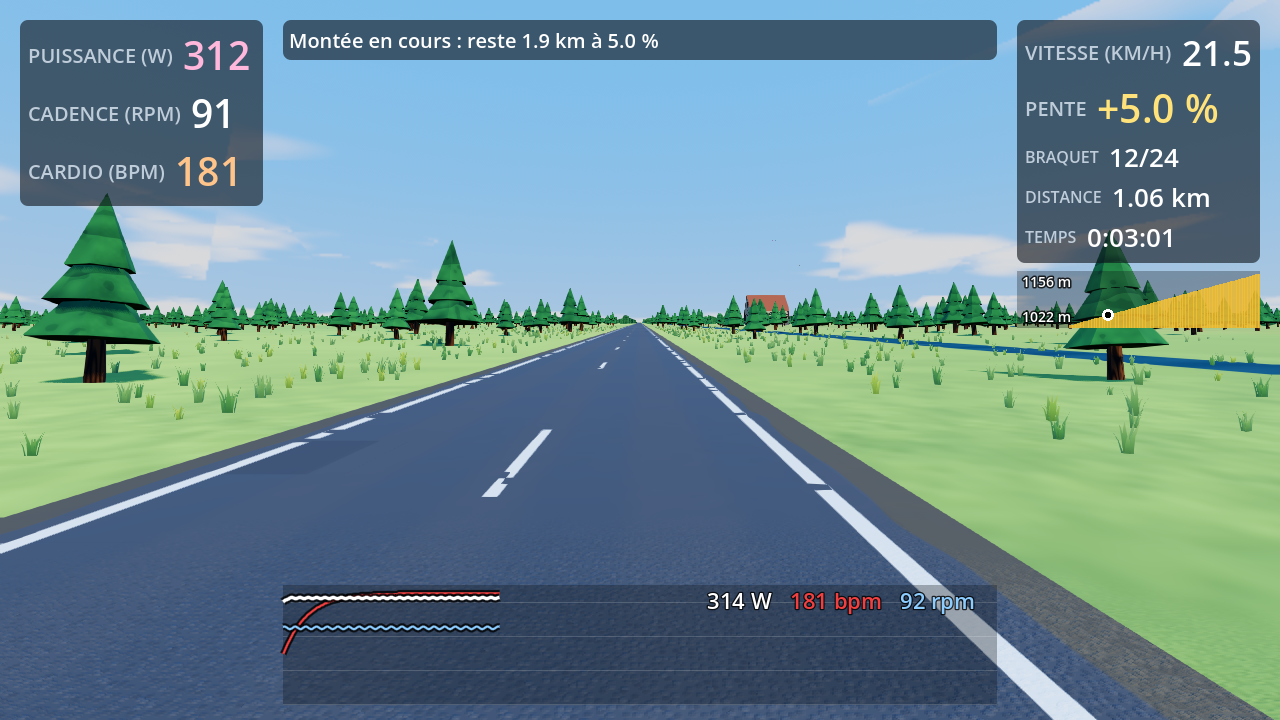 PUISSANCE (W) 312
CADENCE (RPM) 91
CARDIO (BPM) 181
Montée en cours : reste 1.9 km à 5.0 %
VITESSE (KM/H) 21.5
PENTE +5.0 %
BRAQUET 12/24
DISTANCE 1.06 km
TEMPS 0:03:01
1156 m
1022 m
314 W 181 bpm 92 rpm